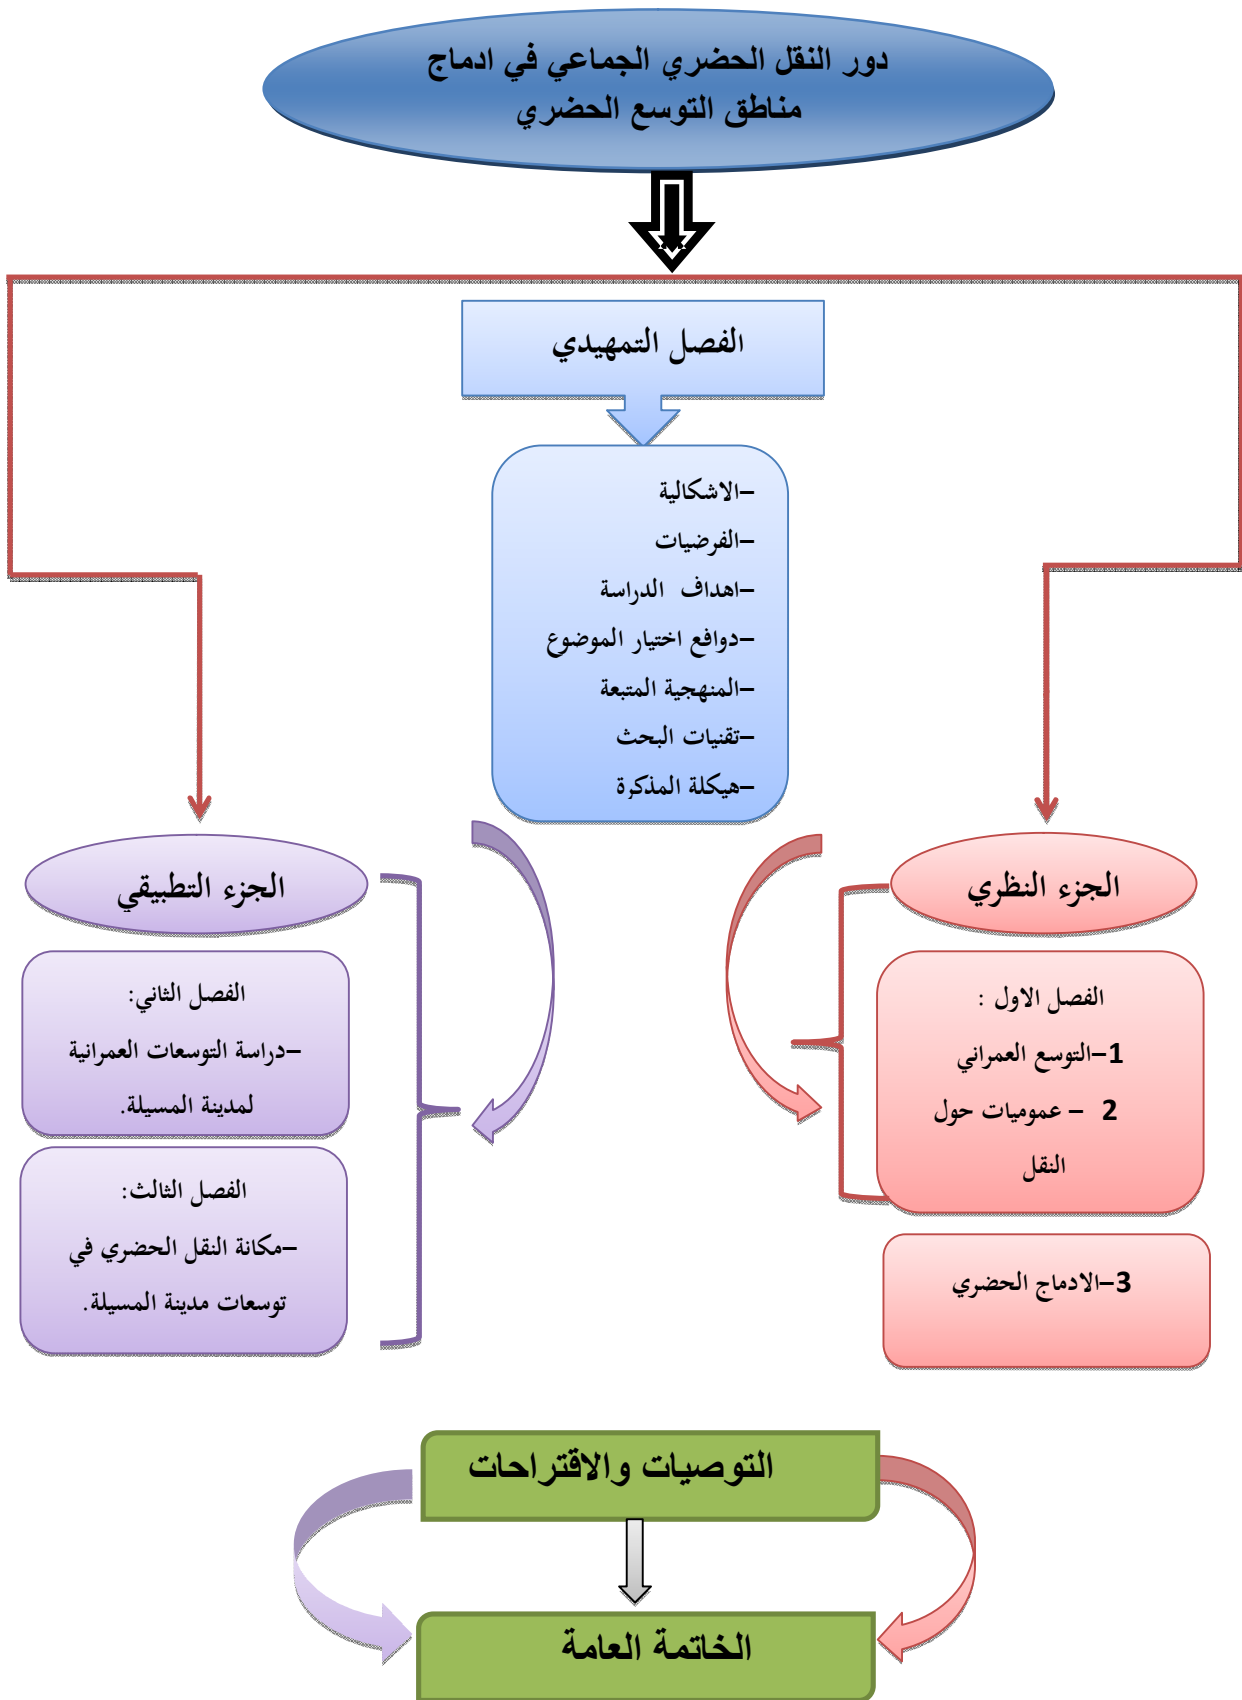 دور النقل الحضري الجماعي في ادماج
مناطق التوسع الحضري
الفصل التمهيدي
–الاشكالية
–الفرضيات
–اهداف الدراسة
–دوافع اختيار الموضوع
–المنهجية المتبعة
–تقنيات البحث
–هيكلة المذكرة
الجزء النظري
الفصل الاول :
1–التوسع العمراني
2 – عموميات حول
النقل
3–الادماج الحضري
الجزء التطبيقي
الفصل الثاني:
–دراسة التوسعات العمرانية
لمدينة المسيلة.
الفصل الثالث:
–مكانة النقل الحضري في
توسعات مدينة المسيلة.
التوصيات والاقتراحات
الخاتمة العامة